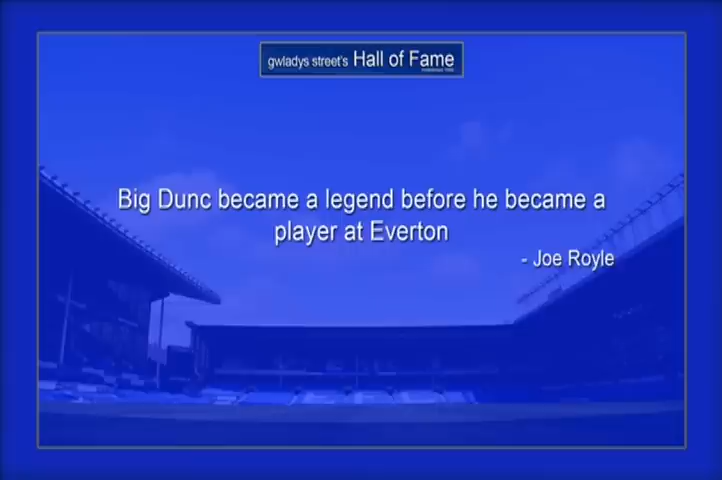 gwladys street's Hall of Fame
Big Dunc became a legend before he became a
player at Everton
- Joe Royle